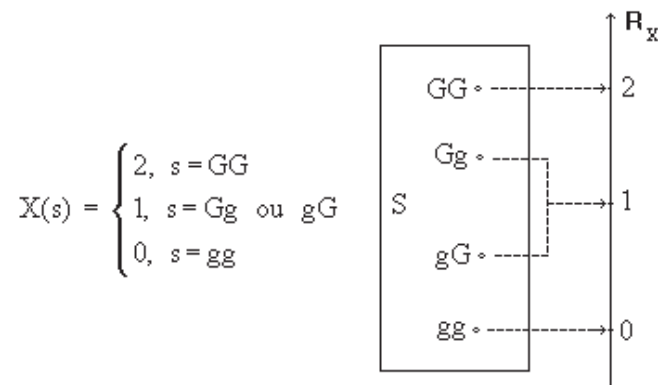 X(s) =
2, s = GG
1, s = Gg ou gG
0, s = gg
R_X
GG 2
Gg
S 1
gG
gg 0